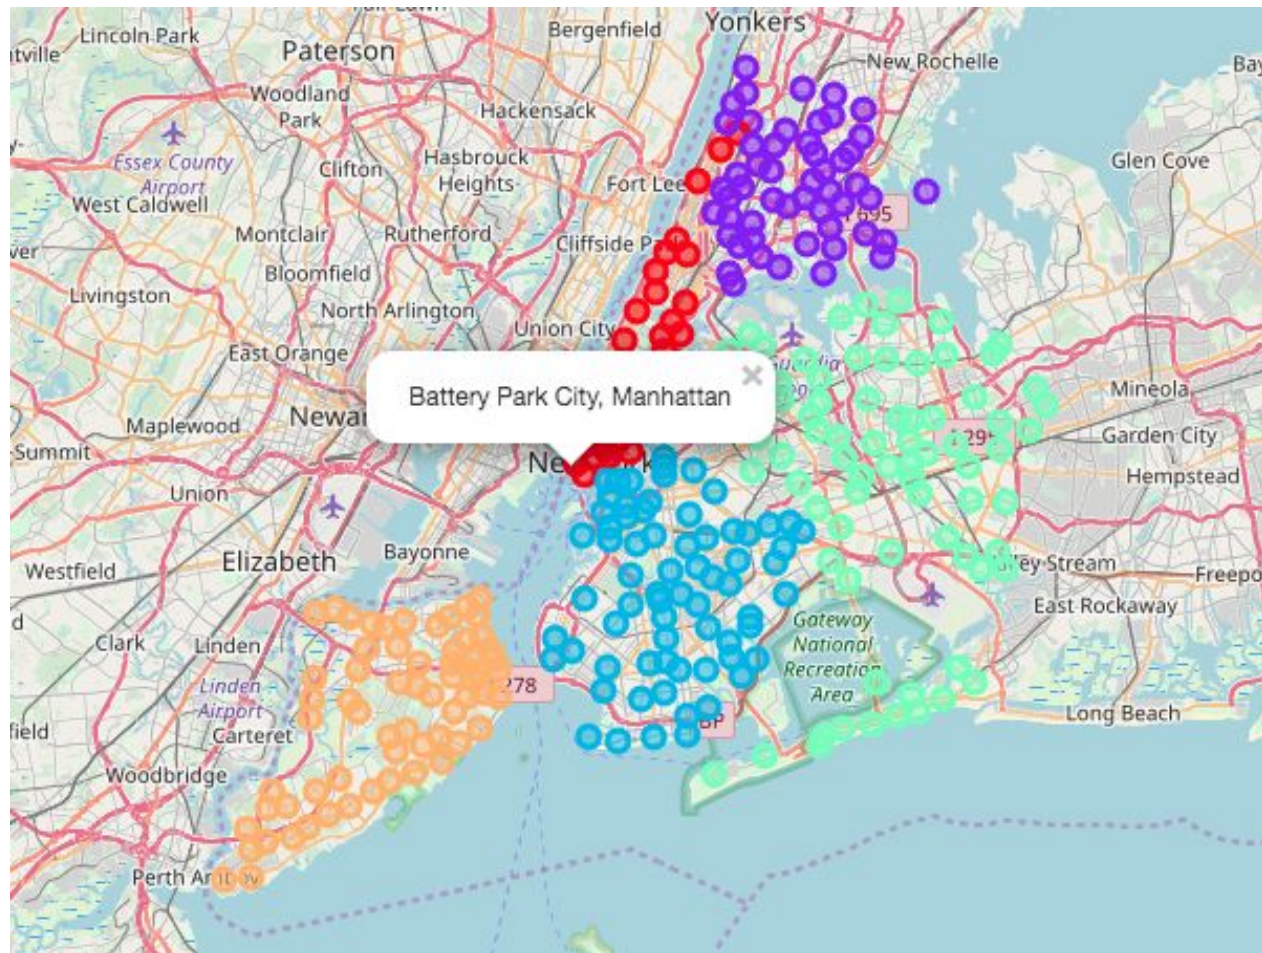 Yonkers
Lincoln Park
Bergenfield
Paterson
New Rochelle
Woodland
Park
Hackensack
Essex County
Airport
Hasbrouck
Heights
Glen Cove
Clifton
Fort Lee
West Caldwell
Montclair
Rutherford
Cliffside
695
Bloomfield
Livingston
North Arlington
Union City
East Orange
Battery Park City, Manhattan
×
Mineola
Maplewood
Garden City
Summit
Hempstead
Union
Elizabeth
Bayonne
Westfield
East Rockaway
Clark
Linden
Gateway
National
Recreation
Area
Linden
Airport
278
Long Beach
Carteret
BP
Woodbridge
Perth